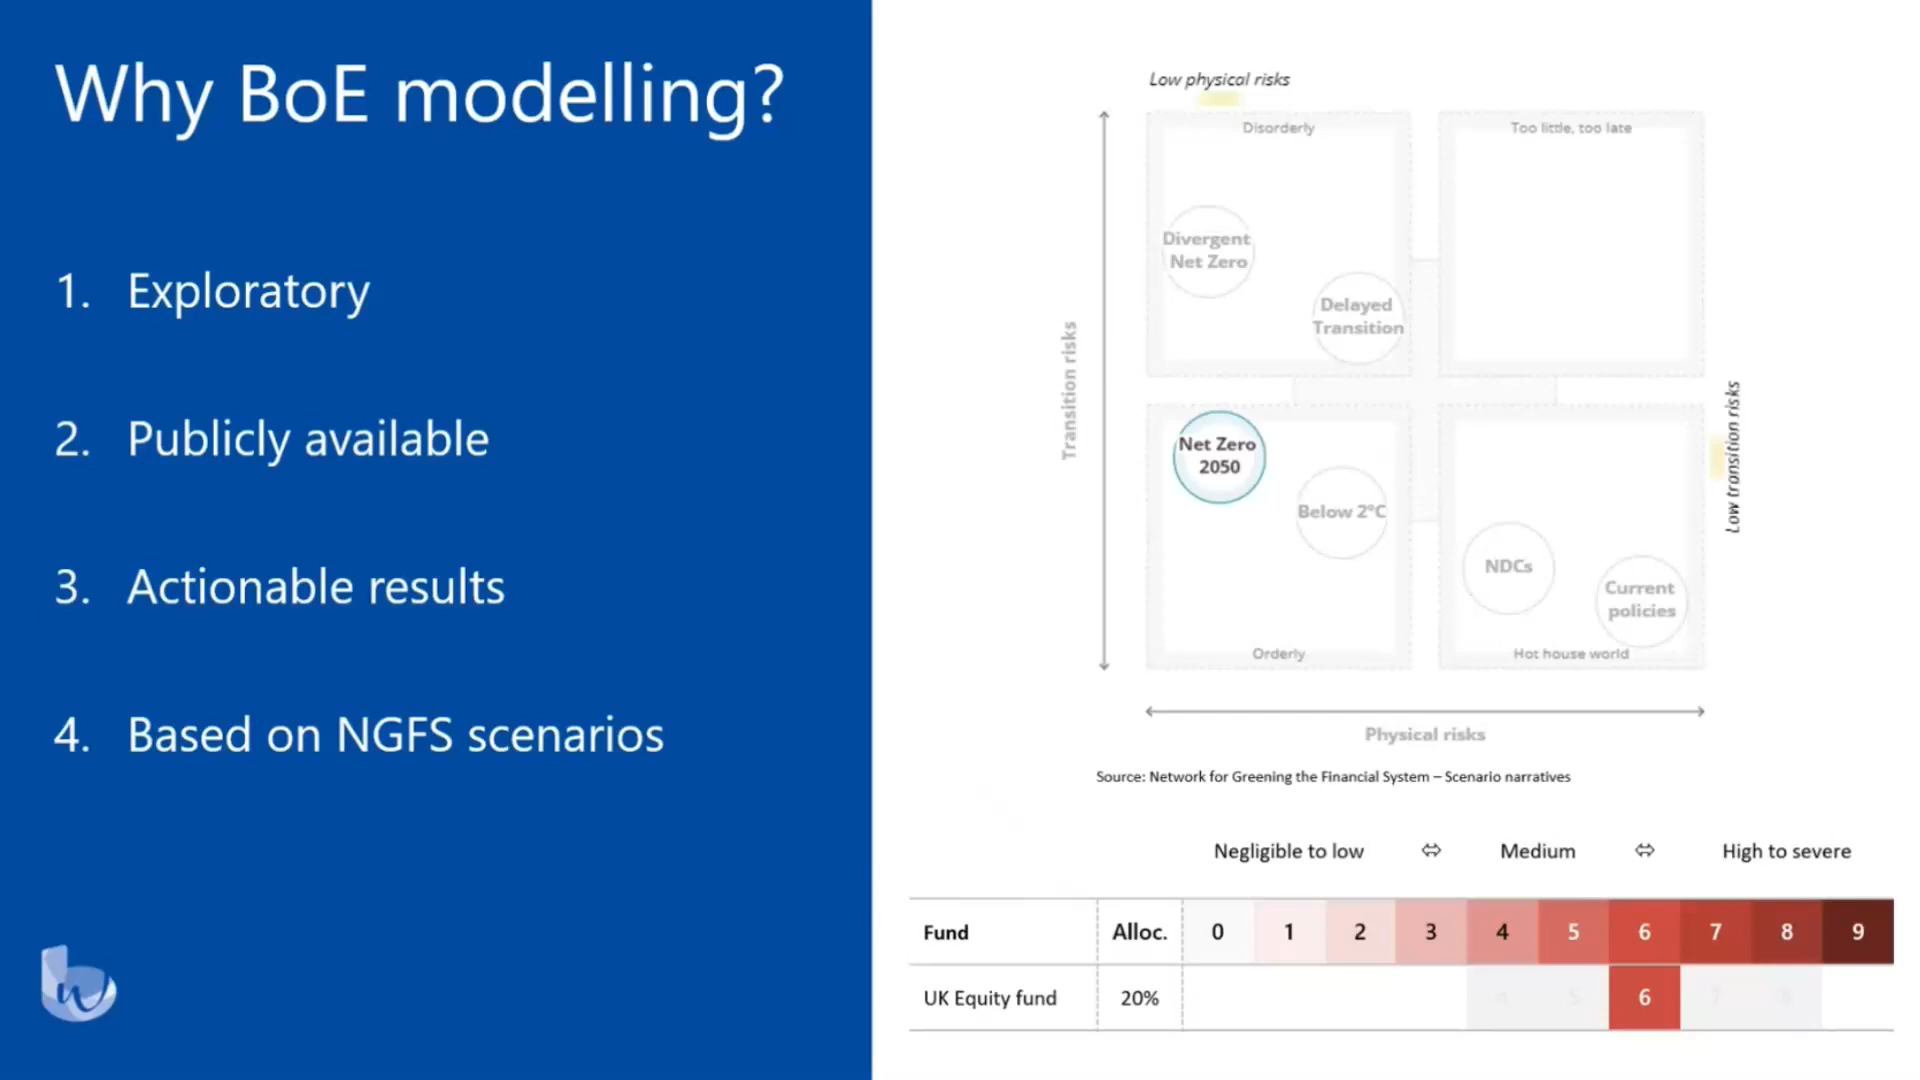 Why BoE modelling?
1. Exploratory
2. Publicly available
3. Actionable results
4. Based on NGFS scenarios
Low physical risks
Disorderly
Too little, too late
Divergent
Net Zero
Delayed
Transition
Transition risks
Low transition risks
Net Zero
2050
Below 2°C
NDCs
Current
policies
Orderly
Hot house world
Physical risks
Source: Network for Greening the Financial System – Scenario narratives
Negligible to low ⇔ Medium ⇔ High to severe
Fund Alloc. 0 1 2 3 4 5 6 7 8 9
UK Equity fund 20% 4 5 6 7 8